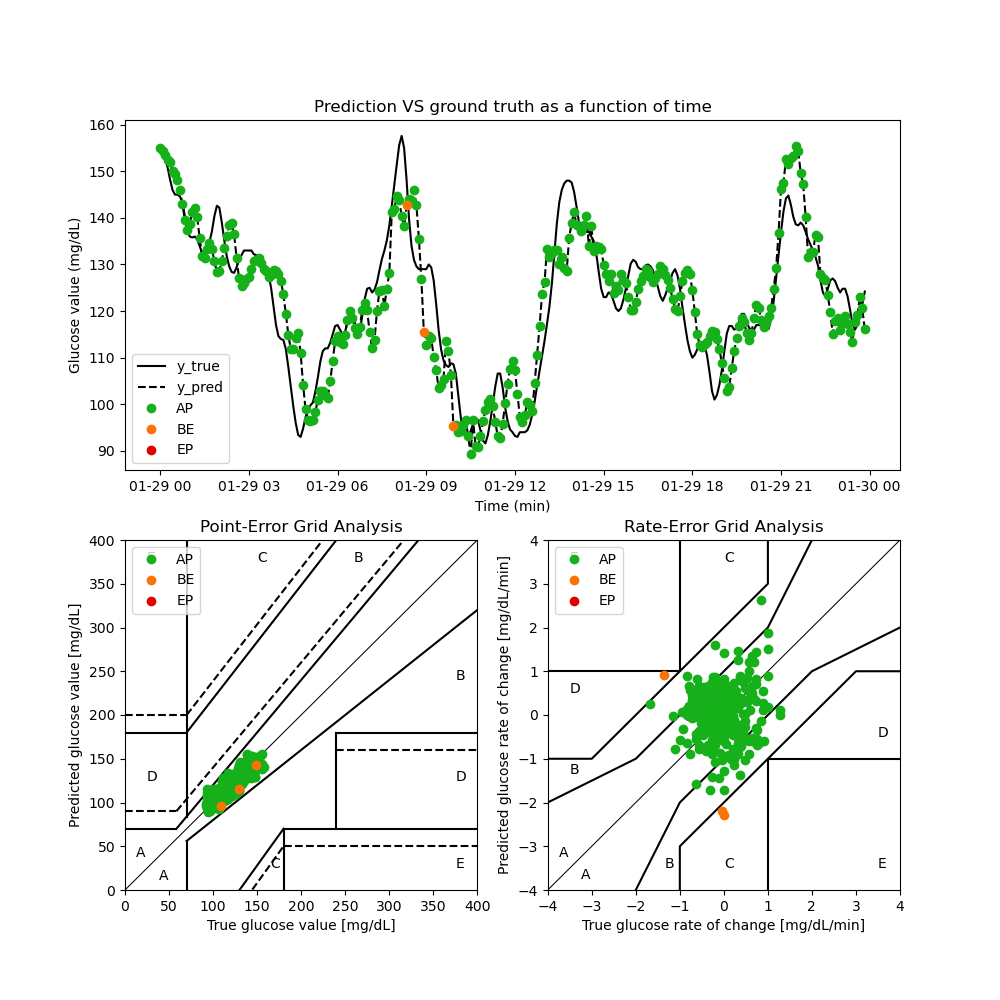 Prediction VS ground truth as a function of time
Glucose value (mg/dL)
160
150
140
130
120
110
100
90
y_true
y_pred
AP
BE
EP
01-29 00 01-29 03 01-29 06 01-29 09 01-29 12 01-29 15 01-29 18 01-29 21 01-30 00
Time (min)
Point-Error Grid Analysis
Predicted glucose value [mg/dL]
400
350
300
250
200
150
100
50
0
AP
BE
EP
C
B
B
D
D
A
A
C
E
0 50 100 150 200 250 300 350 400
True glucose value [mg/dL]
Rate-Error Grid Analysis
Predicted glucose rate of change [mg/dL/min]
4
3
2
1
0
−1
−2
−3
−4
AP
BE
EP
C
D
D
B
A
A
B
C
E
−4 −3 −2 −1 0 1 2 3 4
True glucose rate of change [mg/dL/min]